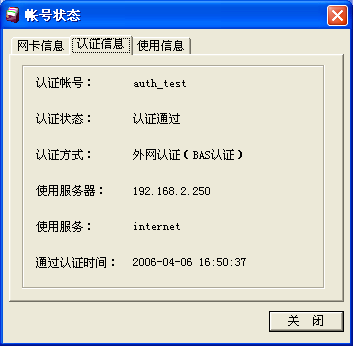 帐号状态
网卡信息 认证信息 使用信息
认证帐号： auth_test
认证状态： 认证通过
认证方式： 外网认证（BAS认证）
使用服务器： 192.168.2.250
使用服务： internet
通过认证时间： 2006-04-06 16:50:37
关 闭